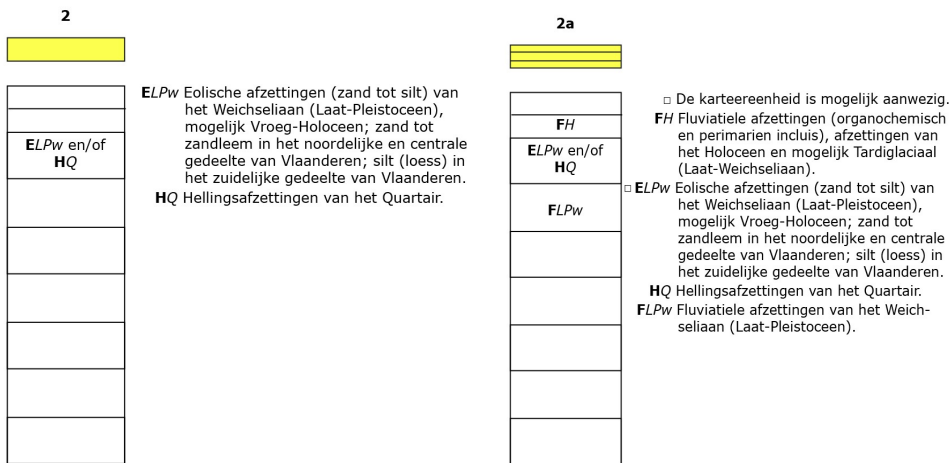 2
ELPw en/of
HQ
ELPw Eolische afzettingen (zand tot silt) van
het Weichseliaan (Laat-Pleistoceen),
mogelijk Vroeg-Holoceen; zand tot
zandleem in het noordelijke en centrale
gedeelte van Vlaanderen; silt (loess) in
het zuidelijke gedeelte van Vlaanderen.
HQ Hellingsafzettingen van het Quartair.
2a
FH
ELPw en/of
HQ
FLPw
□ De karteereenheid is mogelijk aanwezig.
FH Fluviatiele afzettingen (organochemisch
en perimarien incluis), afzettingen van
het Holoceen en mogelijk Tardiglaciaal
(Laat-Weichseliaan).
□ ELPw Eolische afzettingen (zand tot silt) van
het Weichseliaan (Laat-Pleistoceen),
mogelijk Vroeg-Holoceen; zand tot
zandleem in het noordelijke en centrale
gedeelte van Vlaanderen; silt (loess) in
het zuidelijke gedeelte van Vlaanderen.
HQ Hellingsafzettingen van het Quartair.
FLPw Fluviatiele afzettingen van het Weich-
seliaan (Laat-Pleistoceen).